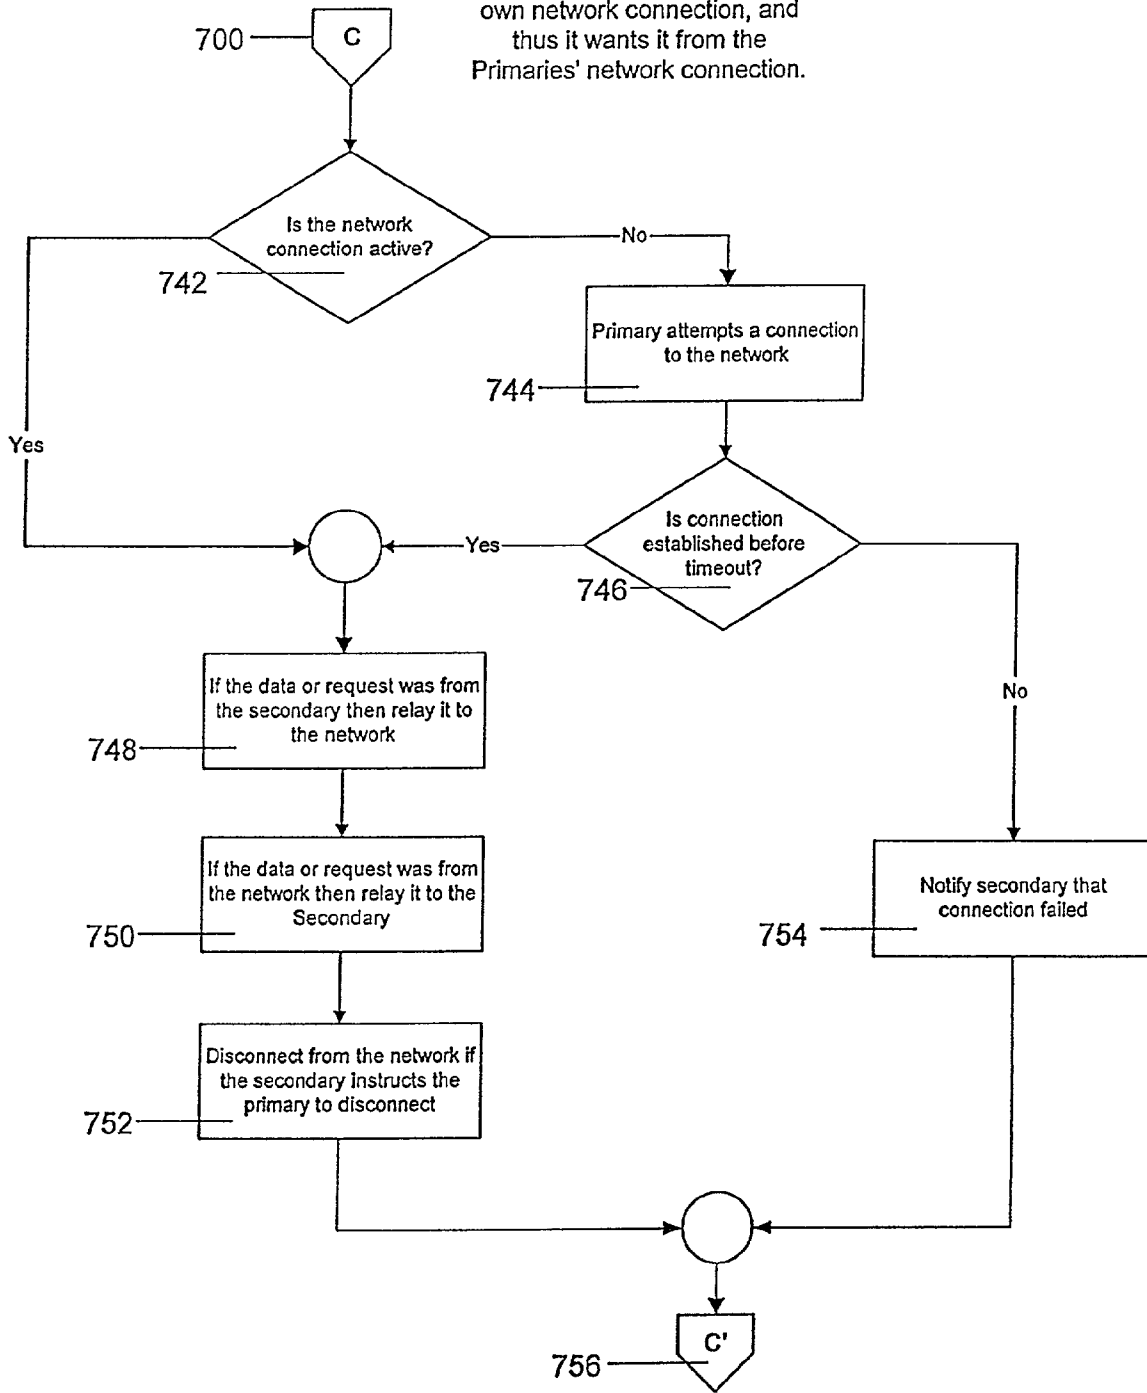 own network connection, and
thus it wants it from the
Primaries' network connection.
700
C
Is the network
connection active?
742
No
Primary attempts a connection
to the network
744
Yes
Is connection
established before
timeout?
746
Yes
No
If the data or request was from
the secondary then relay it to
the network
748
If the data or request was from
the network then relay it to the
Secondary
750
Notify secondary that
connection failed
754
Disconnect from the network if
the secondary instructs the
primary to disconnect
752
C'
756